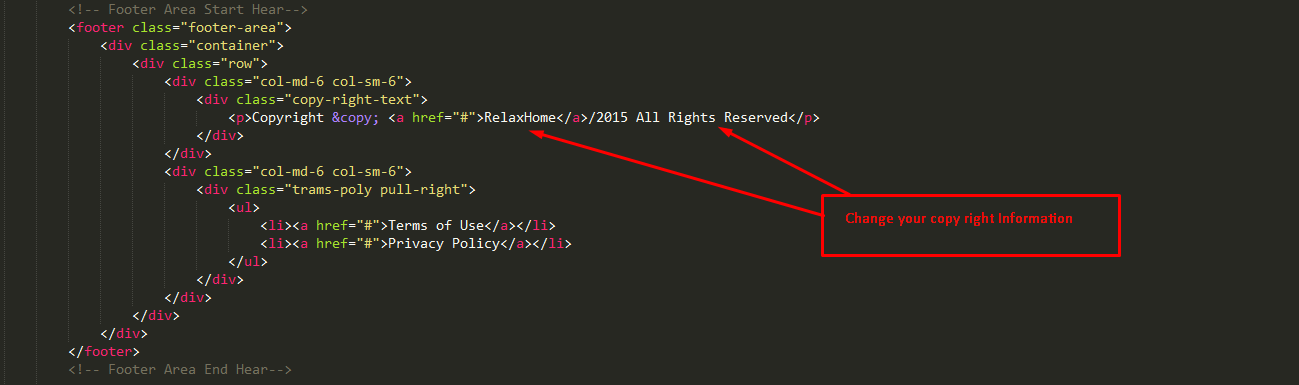 <!-- Footer Area Start Hear-->
<footer class="footer-area">
<div class="container">
<div class="row">
<div class="col-md-6 col-sm-6">
<div class="copy-right-text">
<p>Copyright &copy; <a href="#">RelaxHome</a>/2015 All Rights Reserved</p>
</div>
</div>
<div class="col-md-6 col-sm-6">
<div class="trams-poly pull-right">
<ul>
Change your copy right Information
<li><a href="#">Terms of Use</a></li>
<li><a href="#">Privacy Policy</a></li>
</ul>
</div>
</div>
</div>
</div>
</footer>
<!-- Footer Area End Hear-->